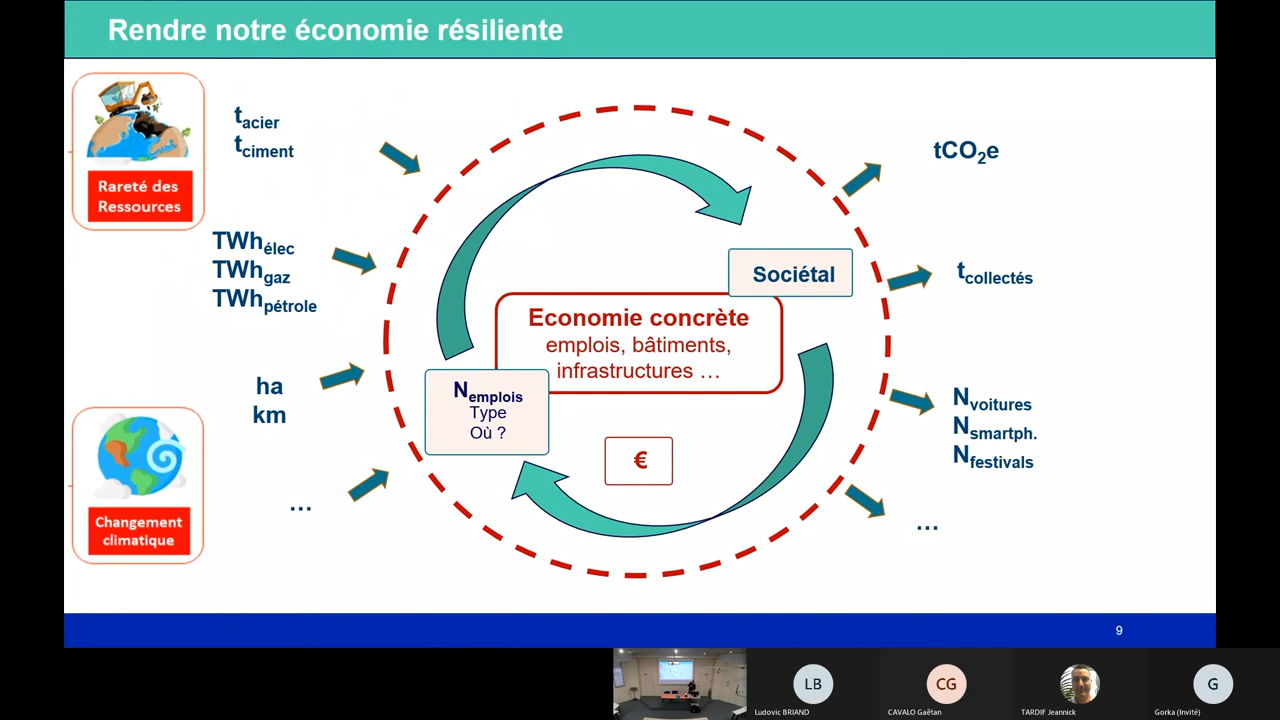 Rendre notre économie résiliente
Rareté des
Ressources
Changement
climatique
tacier
tciment
TWhélec
TWhgaz
TWhpétrole
ha
km
...
Sociétal
Economie concrète
emplois, bâtiments,
infrastructures ...
Nemplois
Type
Où ?
€
tCO2e
tcollectés
Nvoitures
Nsmartph.
Nfestivals
...
9
LB
Ludovic BRIAND
CG
CAVALO Gaëtan
TARDIF Jeannick
G
Gorka (Invité)